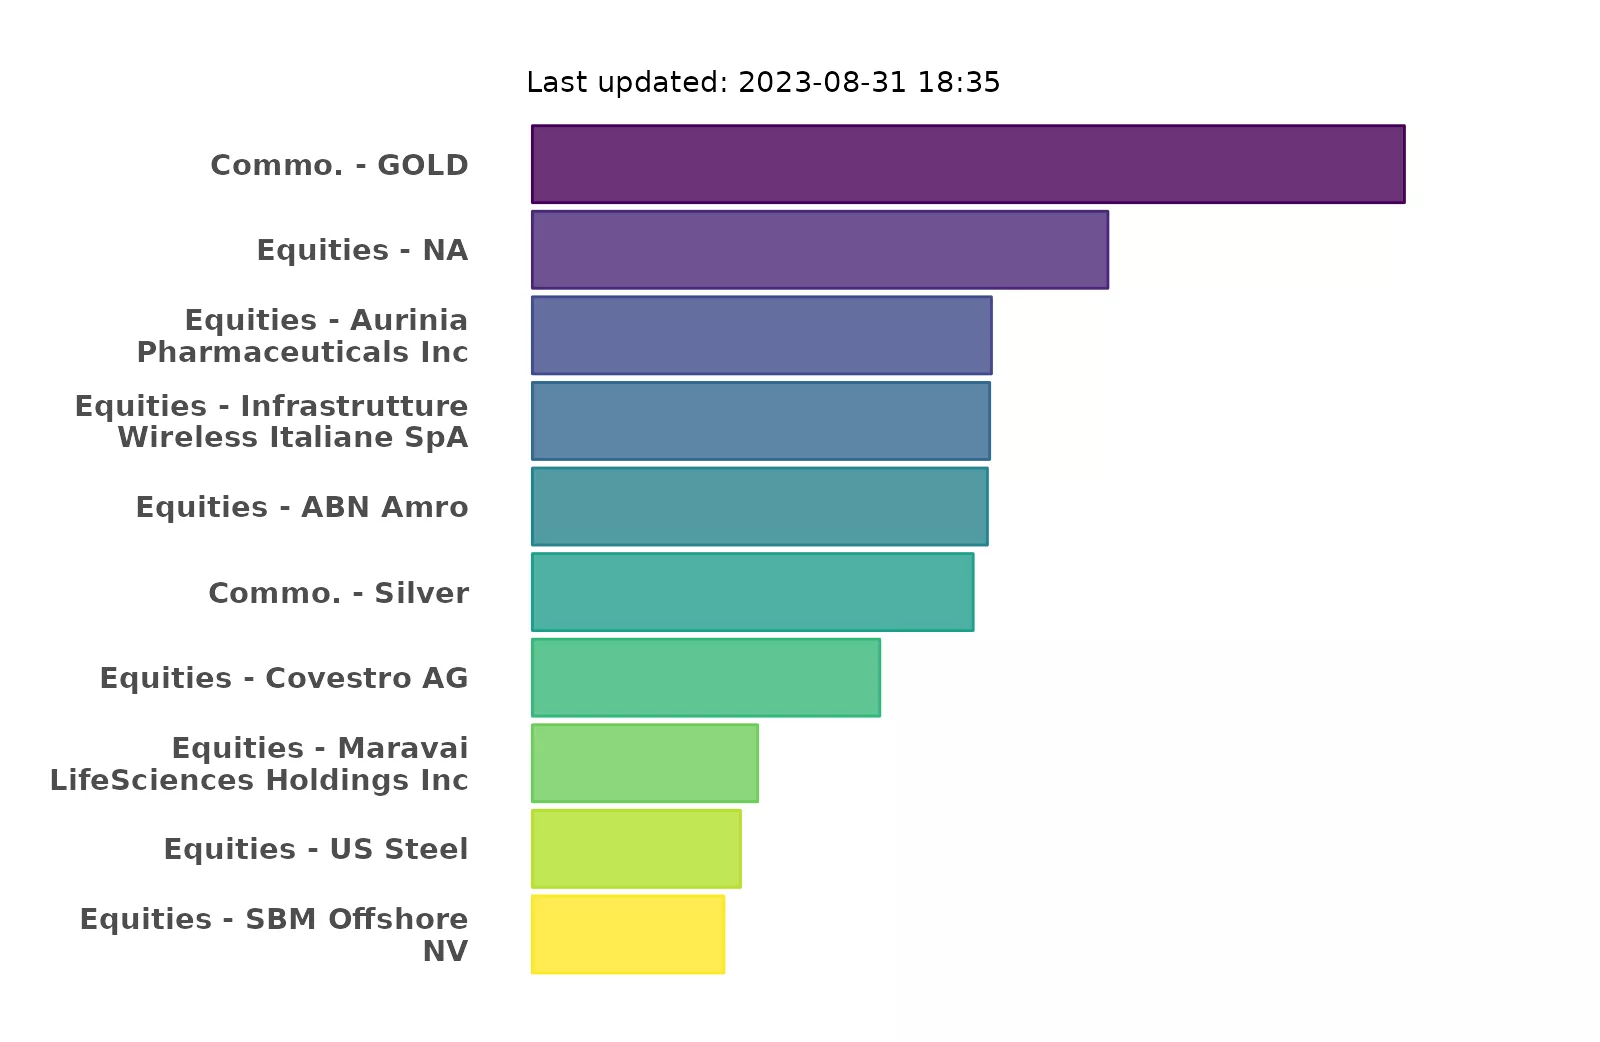 Last updated: 2023-08-31 18:35
Commo. - GOLD
Equities - NA
Equities - Aurinia
Pharmaceuticals Inc
Equities - Infrastrutture
Wireless Italiane SpA
Equities - ABN Amro
Commo. - Silver
Equities - Covestro AG
Equities - Maravai
LifeSciences Holdings Inc
Equities - US Steel
Equities - SBM Offshore
NV